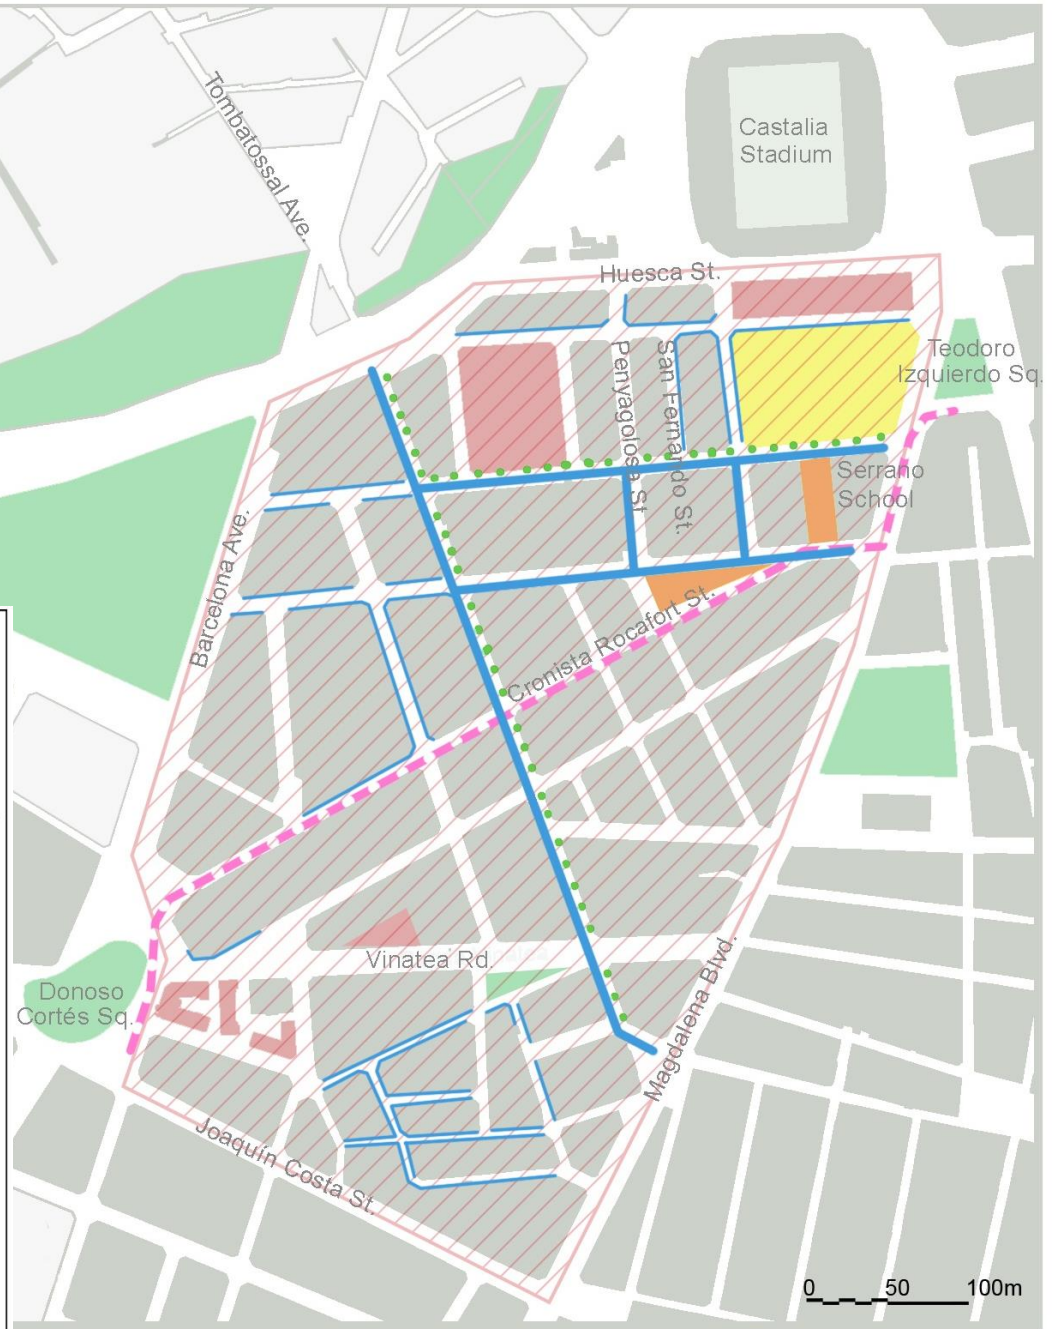 Tombatossal Ave.
Castalia
Stadium
Huesca St.
Teodoro
Izquierdo Sq.
Penyagolosa St
San Fernando St.
Serrano
School
Barcelona Ave.
Cronista Rocafort St.
Vinatea Rd.
Donoso
Cortés Sq.
Magdalena Blvd.
Joaquín Costa St.
0 50 100m